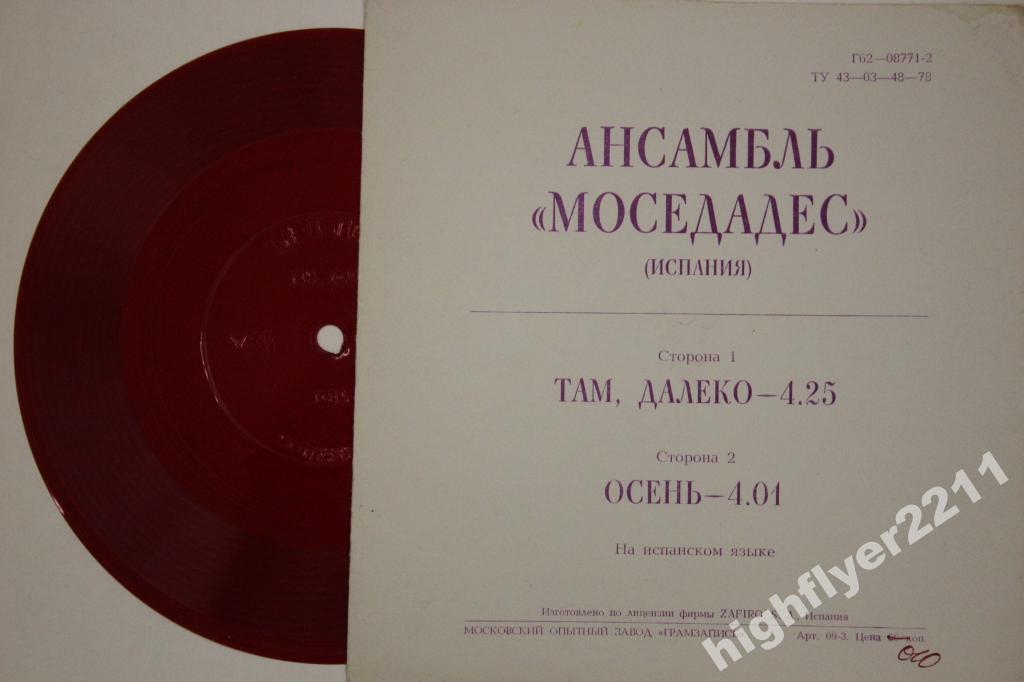 Г62—08771-2
ТУ 43—03—48—78
АНСАМБЛЬ
«МОСЕДАДЕС»
(ИСПАНИЯ)
Сторона 1
ТАМ, ДАЛЕКО—4.25
Сторона 2
ОСЕНЬ—4.01
На испанском языке
Изготовлено по лицензии фирмы ZAFIRO S. A., Испания
МОСКОВСКИЙ ОПЫТНЫЙ ЗАВОД «ГРАМЗАПИСЬ» Арт. 09-3. Цена коп.
highflyer2211